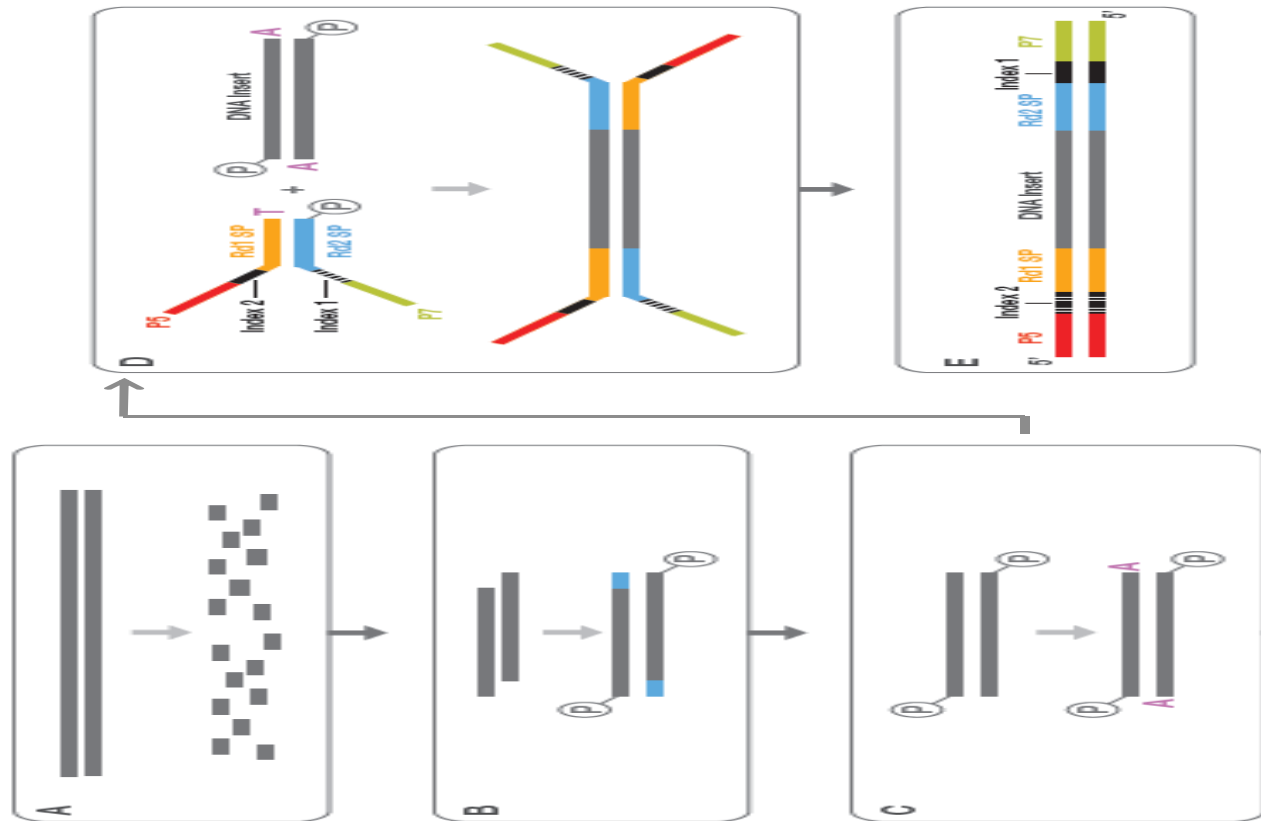 A
B
P
P
C
P
P
P
A
A
P
D
P5
Rd1 SP
T
Index 2
Index 1
Rd2 SP
P
P7
+
P
DNA Insert
A
A
P
E
5'
P5
Index 2
Rd1 SP
DNA Insert
Rd2 SP
Index 1
P7
5'